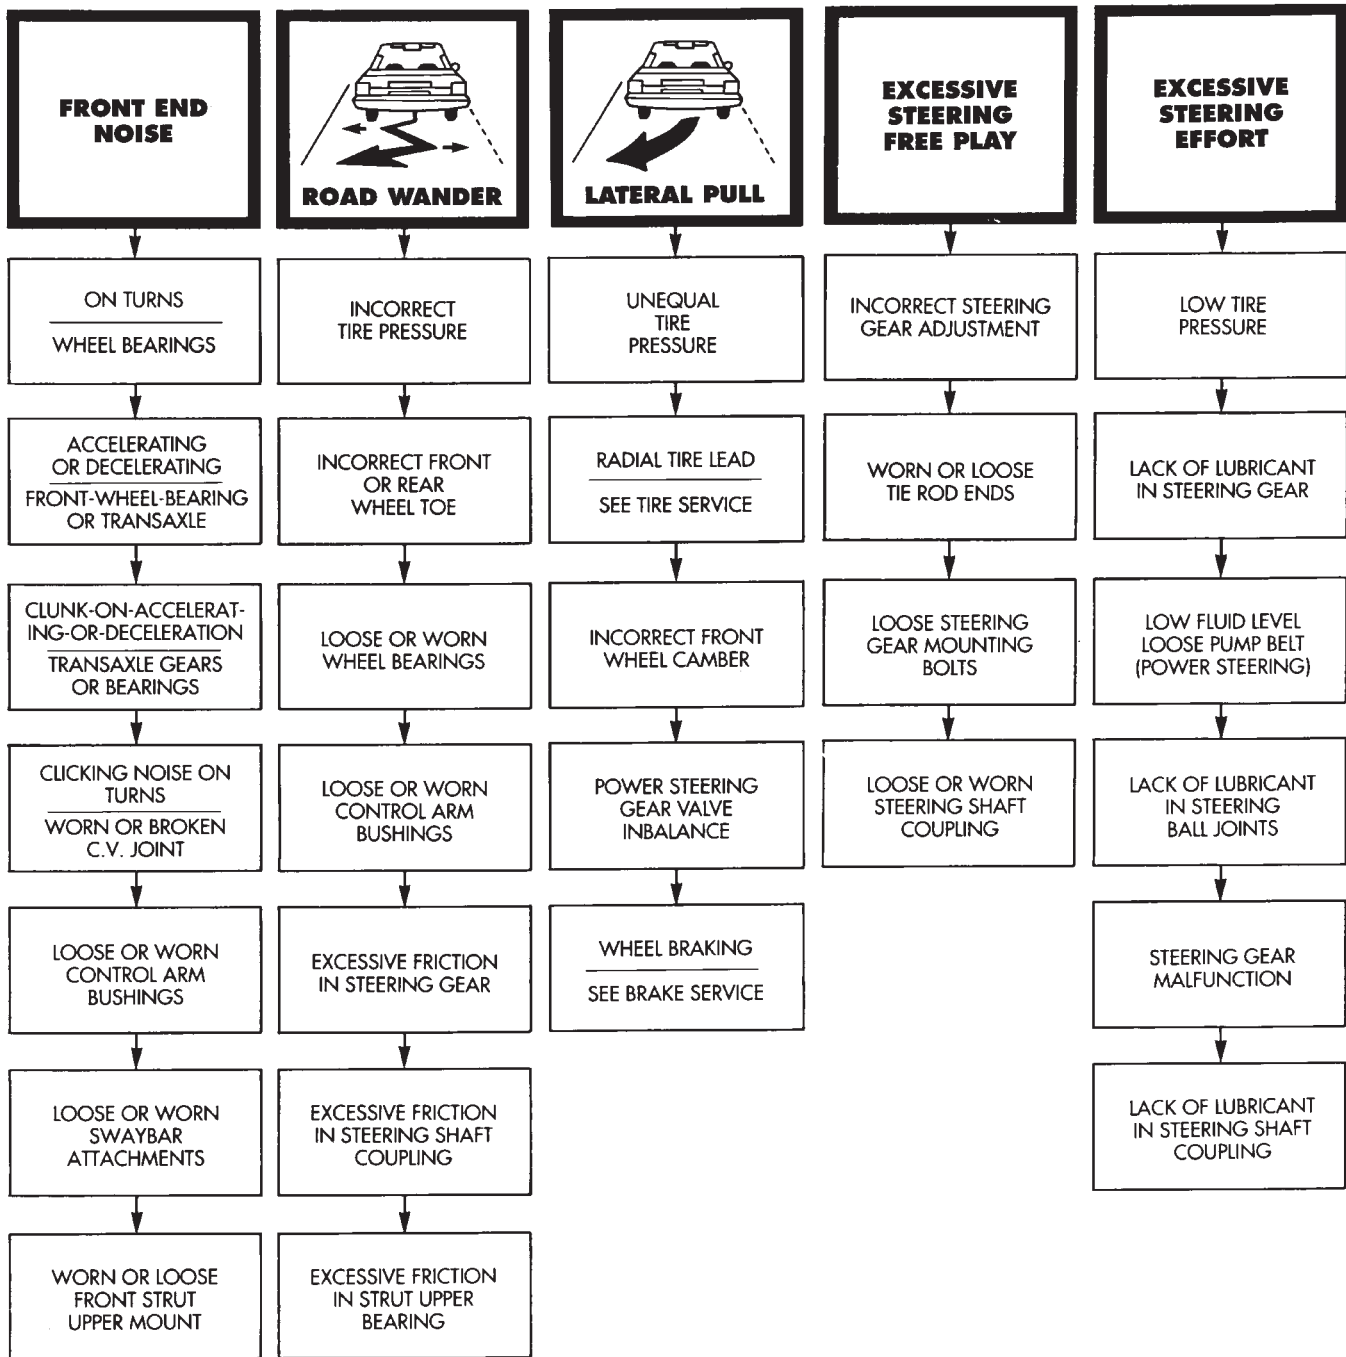 FRONT END
NOISE
ON TURNS
WHEEL BEARINGS
ACCELERATING
OR DECELERATING
FRONT-WHEEL-BEARING
OR TRANSAXLE
CLUNK-ON-ACCELERAT-
ING-OR-DECELERATION
TRANSAXLE GEARS
OR BEARINGS
CLICKING NOISE ON
TURNS
WORN OR BROKEN
C.V. JOINT
LOOSE OR WORN
CONTROL ARM
BUSHINGS
LOOSE OR WORN
SWAYBAR
ATTACHMENTS
WORN OR LOOSE
FRONT STRUT
UPPER MOUNT
ROAD WANDER
INCORRECT
TIRE PRESSURE
INCORRECT FRONT
OR REAR
WHEEL TOE
LOOSE OR WORN
WHEEL BEARINGS
LOOSE OR WORN
CONTROL ARM
BUSHINGS
EXCESSIVE FRICTION
IN STEERING GEAR
EXCESSIVE FRICTION
IN STEERING SHAFT
COUPLING
EXCESSIVE FRICTION
IN STRUT UPPER
BEARING
LATERAL PULL
UNEQUAL
TIRE
PRESSURE
RADIAL TIRE LEAD
SEE TIRE SERVICE
INCORRECT FRONT
WHEEL CAMBER
POWER STEERING
GEAR VALVE
INBALANCE
WHEEL BRAKING
SEE BRAKE SERVICE
EXCESSIVE
STEERING
FREE PLAY
INCORRECT STEERING
GEAR ADJUSTMENT
WORN OR LOOSE
TIE ROD ENDS
LOOSE STEERING
GEAR MOUNTING
BOLTS
LOOSE OR WORN
STEERING SHAFT
COUPLING
EXCESSIVE
STEERING
EFFORT
LOW TIRE
PRESSURE
LACK OF LUBRICANT
IN STEERING GEAR
LOW FLUID LEVEL
LOOSE PUMP BELT
(POWER STEERING)
LACK OF LUBRICANT
IN STEERING
BALL JOINTS
STEERING GEAR
MALFUNCTION
LACK OF LUBRICANT
IN STEERING SHAFT
COUPLING